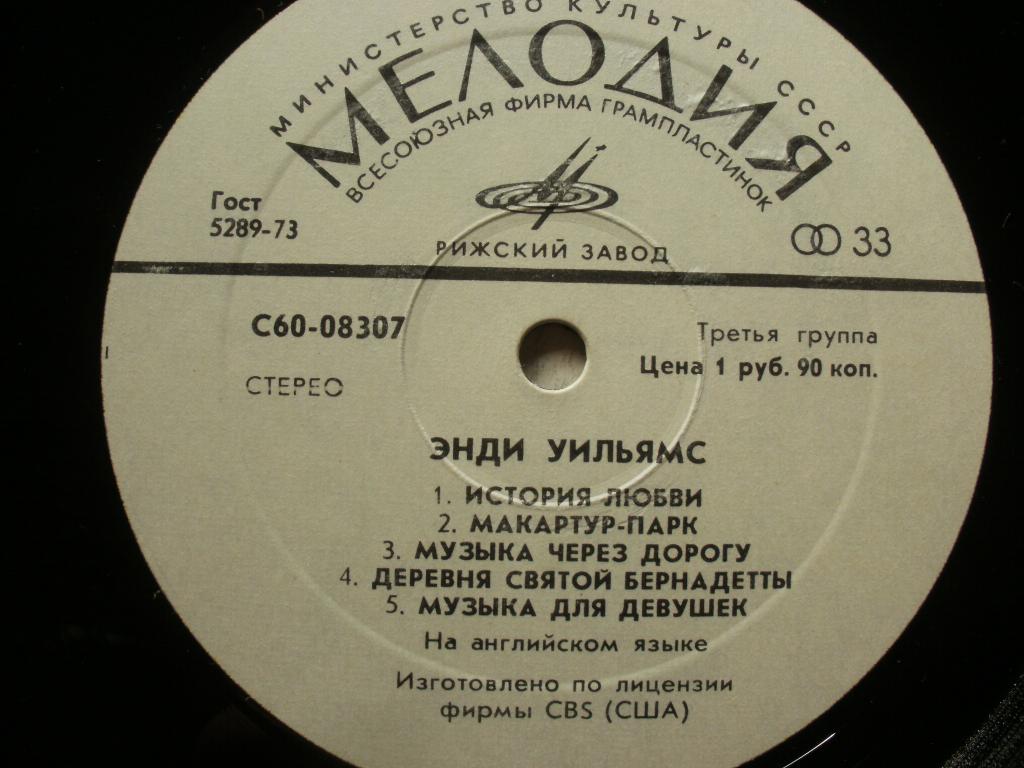 МИНИСТЕРСТВО КУЛЬТУРЫ СССР
МЕЛОДИЯ
ВСЕСОЮЗНАЯ ФИРМА ГРАМПЛАСТИНОК
Гост
5289-73
РИЖСКИЙ ЗАВОД
33
С60-08307
Третья группа
Цена 1 руб. 90 коп.
СТЕРЕО
ЭНДИ УИЛЬЯМС
1. ИСТОРИЯ ЛЮБВИ
2. МАКАРТУР-ПАРК
3. МУЗЫКА ЧЕРЕЗ ДОРОГУ
4. ДЕРЕВНЯ СВЯТОЙ БЕРНАДЕТТЫ
5. МУЗЫКА ДЛЯ ДЕВУШЕК
На английском языке
Изготовлено по лицензии
фирмы CBS (США)